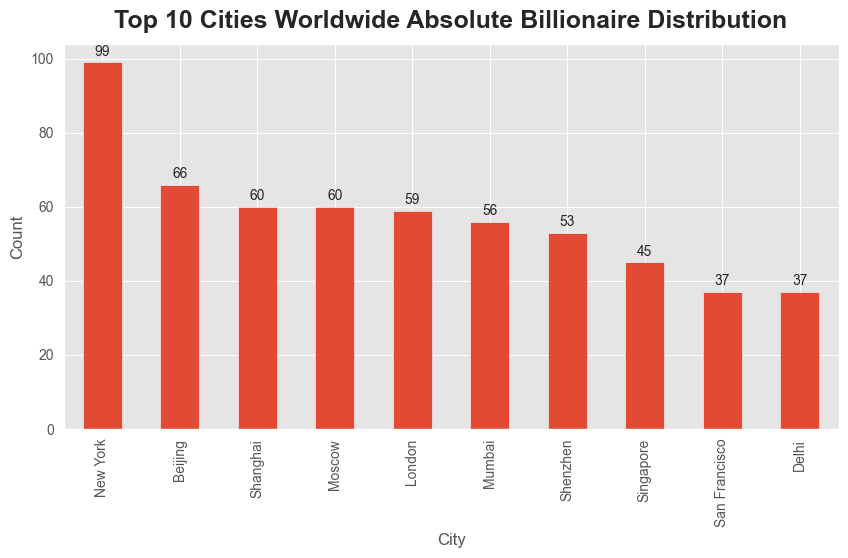 Top 10 Cities Worldwide Absolute Billionaire Distribution
Count
100
80
60
40
20
0
99
66
60
60
59
56
53
45
37
37
New York
Beijing
Shanghai
Moscow
London
Mumbai
Shenzhen
Singapore
San Francisco
Delhi
City